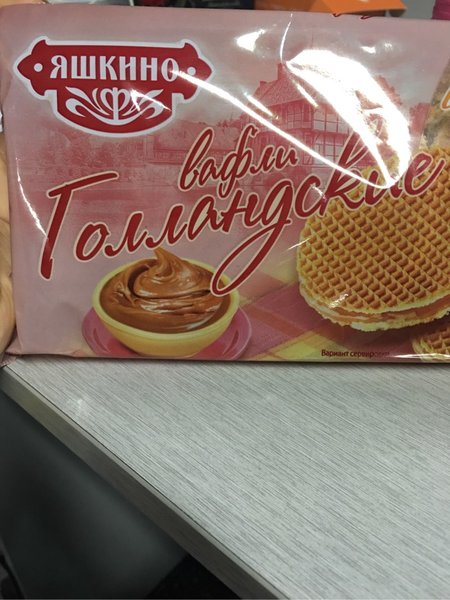 ЯШКИНО
вафли
Голландские
Вариант сервировки